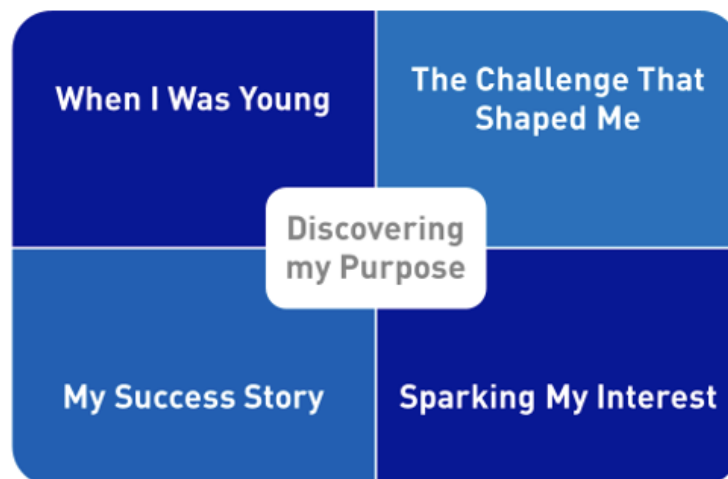 When I Was Young
The Challenge That
Shaped Me
Discovering
my Purpose
My Success Story
Sparking My Interest